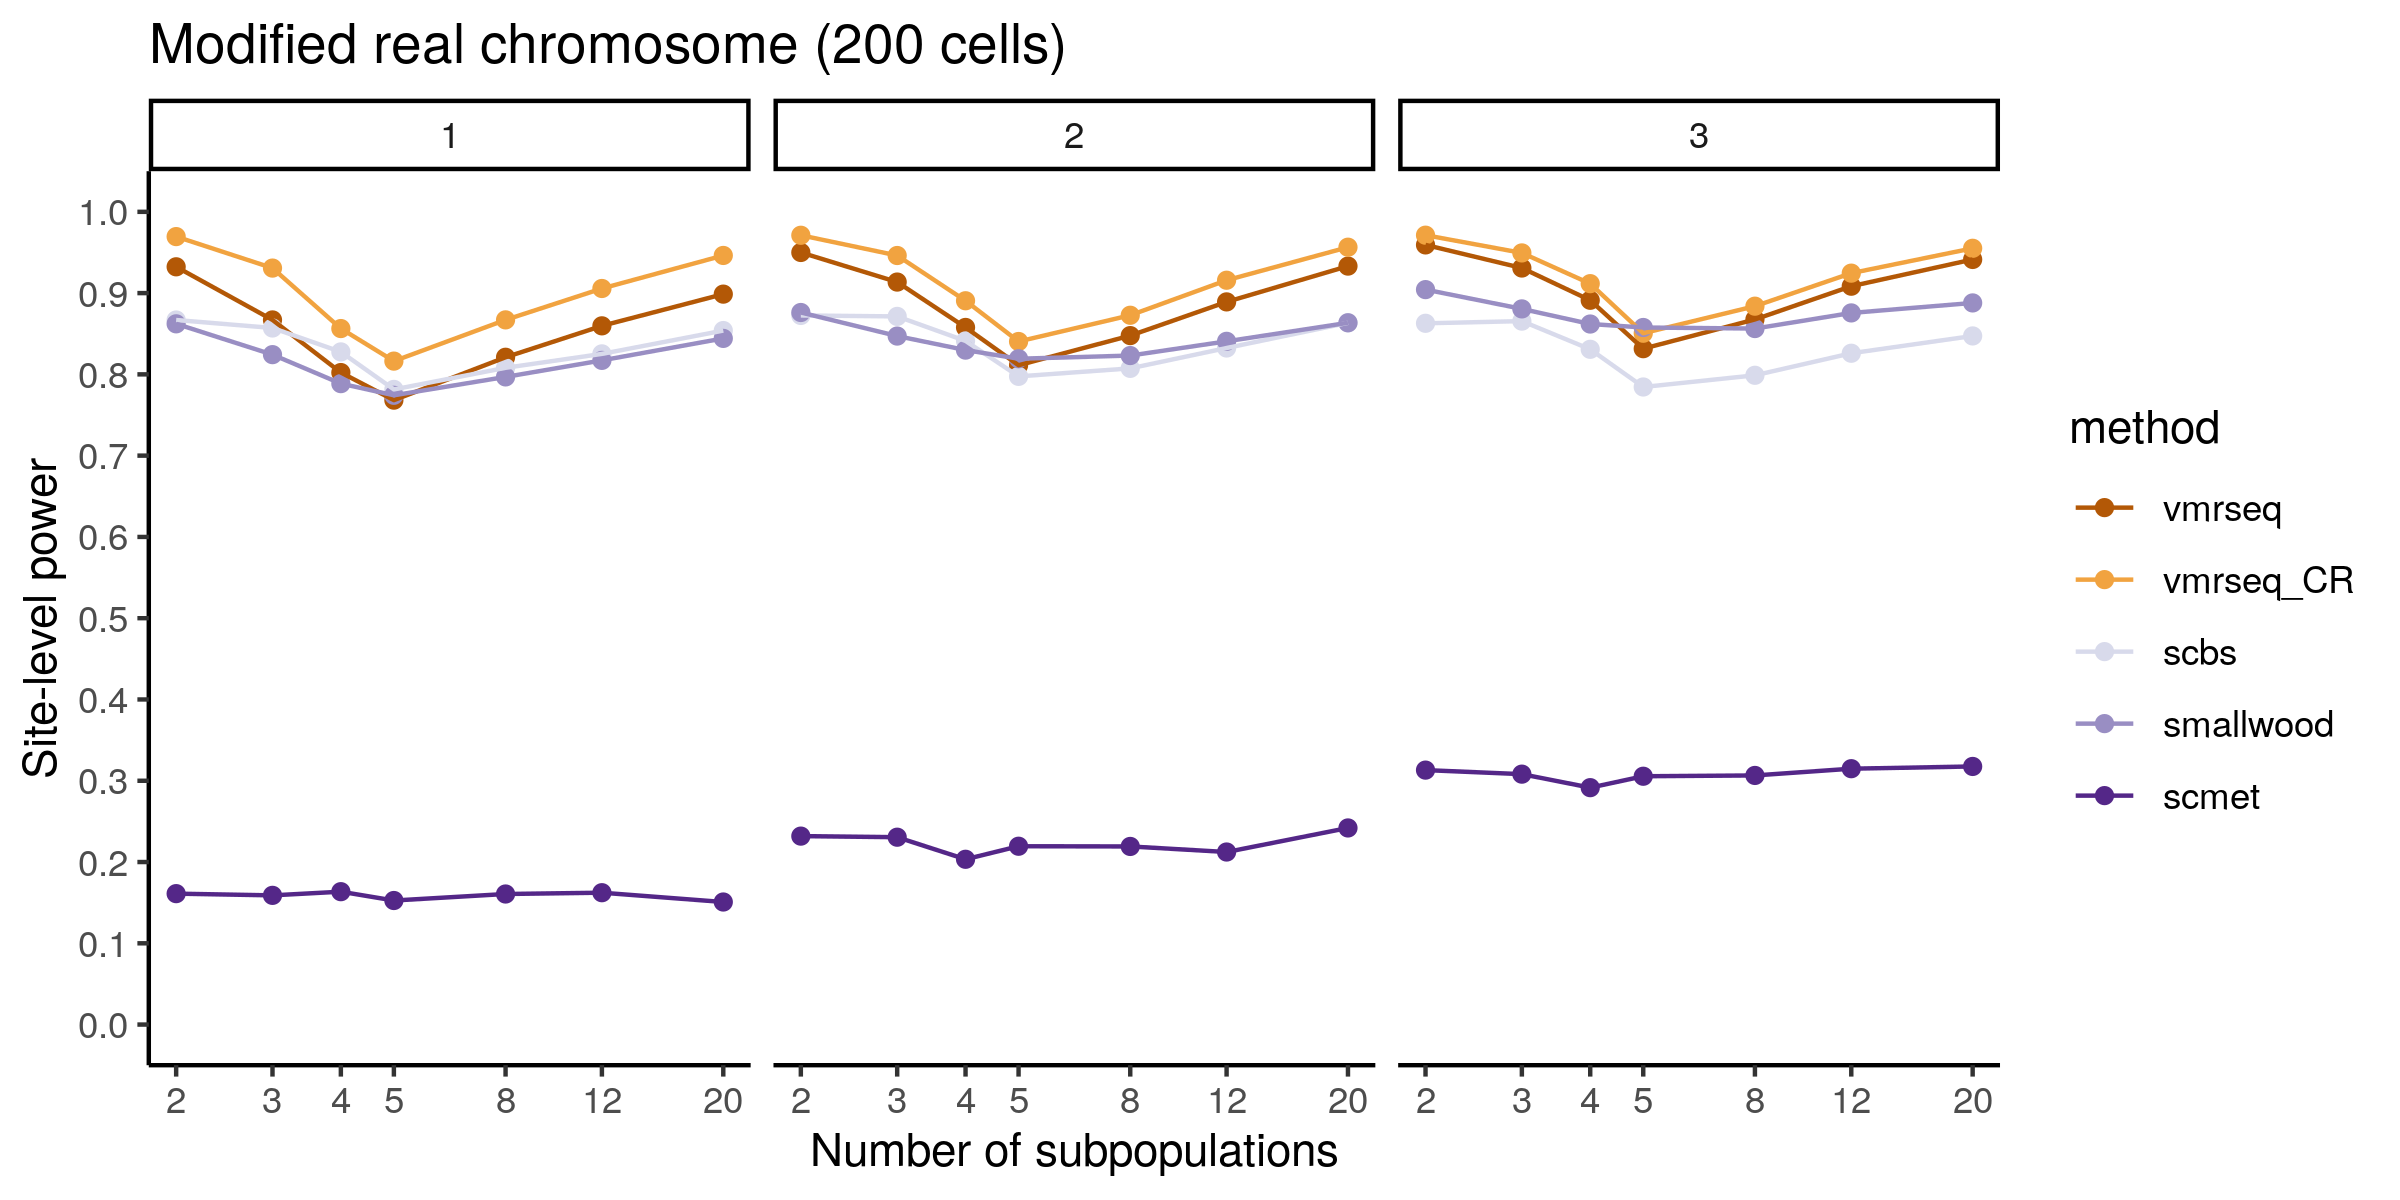 Modified real chromosome (200 cells)
1 2 3
1.0
0.9
0.8
0.7
0.6
0.5
0.4
0.3
0.2
0.1
0.0
Site-level power
2 3 4 5 8 12 20 2 3 4 5 8 12 20 2 3 4 5 8 12 20
Number of subpopulations
method
vmrseq
vmrseq_CR
scbs
smallwood
scmet